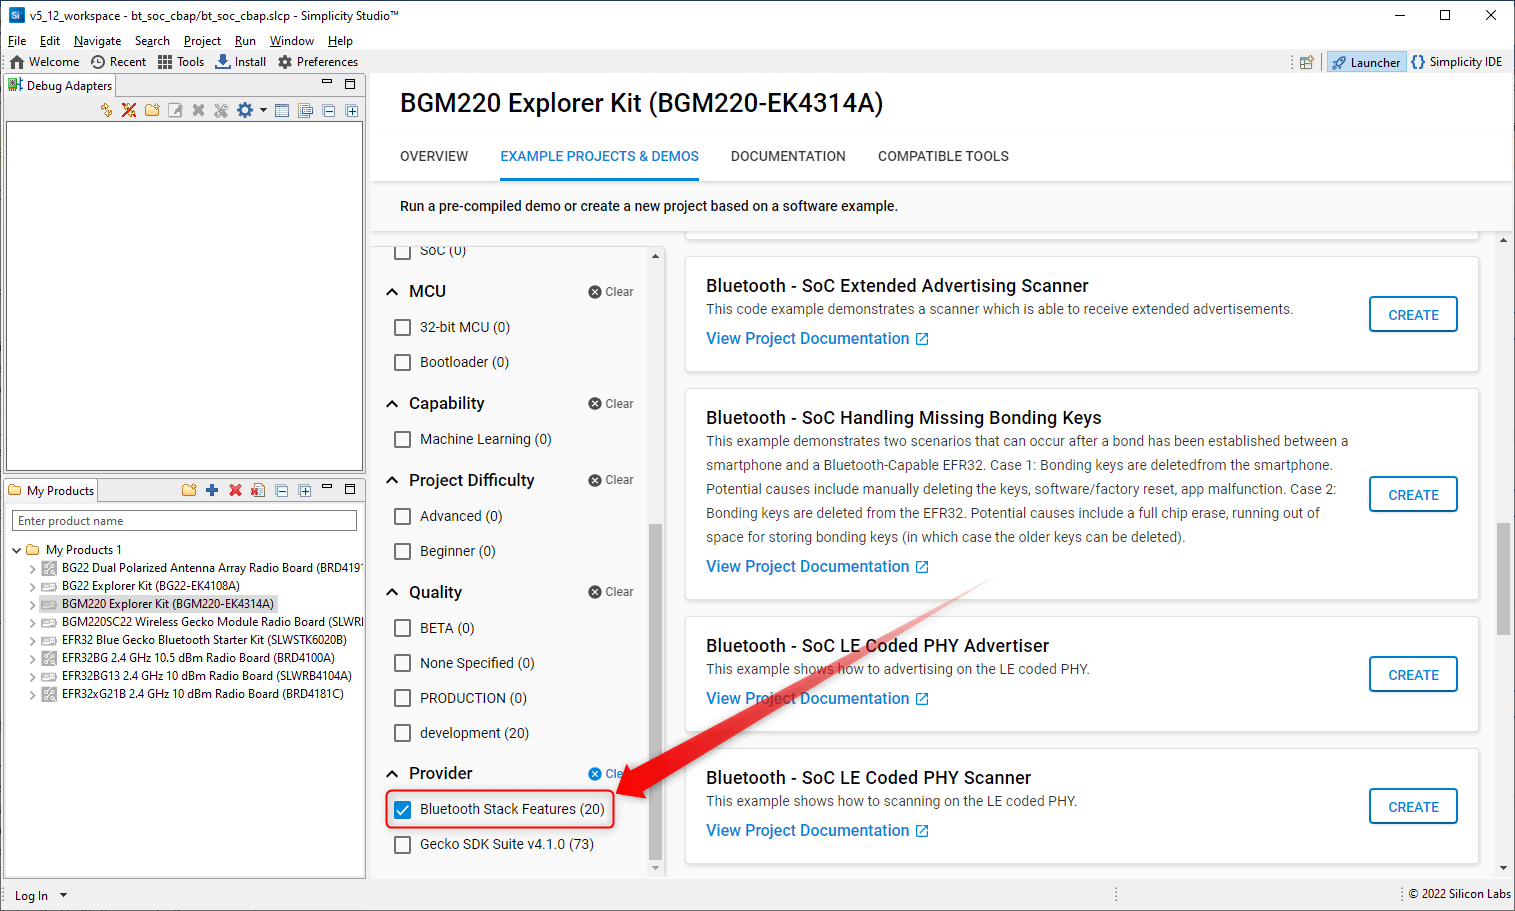 v5_12_workspace - bt_soc_cbap/bt_soc_cbap.slcp - Simplicity Studio™
File Edit Navigate Search Project Run Window Help
Welcome Recent Tools Install Preferences
Launcher Simplicity IDE
Debug Adapters
My Products
Enter product name
My Products 1
BG22 Dual Polarized Antenna Array Radio Board (BRD419
BG22 Explorer Kit (BG22-EK4108A)
BGM220 Explorer Kit (BGM220-EK4314A)
BGM220SC22 Wireless Gecko Module Radio Board (SLWR
EFR32 Blue Gecko Bluetooth Starter Kit (SLWSTK6020B)
EFR32BG 2.4 GHz 10.5 dBm Radio Board (BRD4100A)
EFR32BG13 2.4 GHz 10 dBm Radio Board (SLWRB4104A)
EFR32xG21B 2.4 GHz 10 dBm Radio Board (BRD4181C)
BGM220 Explorer Kit (BGM220-EK4314A)
OVERVIEW EXAMPLE PROJECTS & DEMOS DOCUMENTATION COMPATIBLE TOOLS
Run a pre-compiled demo or create a new project based on a software example.
SoC (0)
MCU Clear
32-bit MCU (0)
Bootloader (0)
Capability Clear
Machine Learning (0)
Project Difficulty Clear
Advanced (0)
Beginner (0)
Quality Clear
BETA (0)
None Specified (0)
PRODUCTION (0)
development (20)
Provider Cle
Bluetooth Stack Features (20)
Gecko SDK Suite v4.1.0 (73)
Bluetooth - SoC Extended Advertising Scanner
This code example demonstrates a scanner which is able to receive extended advertisements.
View Project Documentation
CREATE
Bluetooth - SoC Handling Missing Bonding Keys
This example demonstrates two scenarios that can occur after a bond has been established between a
smartphone and a Bluetooth-Capable EFR32. Case 1: Bonding keys are deletedfrom the smartphone.
Potential causes include manually deleting the keys, software/factory reset, app malfunction. Case 2:
Bonding keys are deleted from the EFR32. Potential causes include a full chip erase, running out of
space for storing bonding keys (in which case the older keys can be deleted).
View Project Documentation
CREATE
Bluetooth - SoC LE Coded PHY Advertiser
This example shows how to advertising on the LE coded PHY.
View Project Documentation
CREATE
Bluetooth - SoC LE Coded PHY Scanner
This example shows how to scanning on the LE coded PHY.
View Project Documentation
CREATE
Log In
© 2022 Silicon Labs